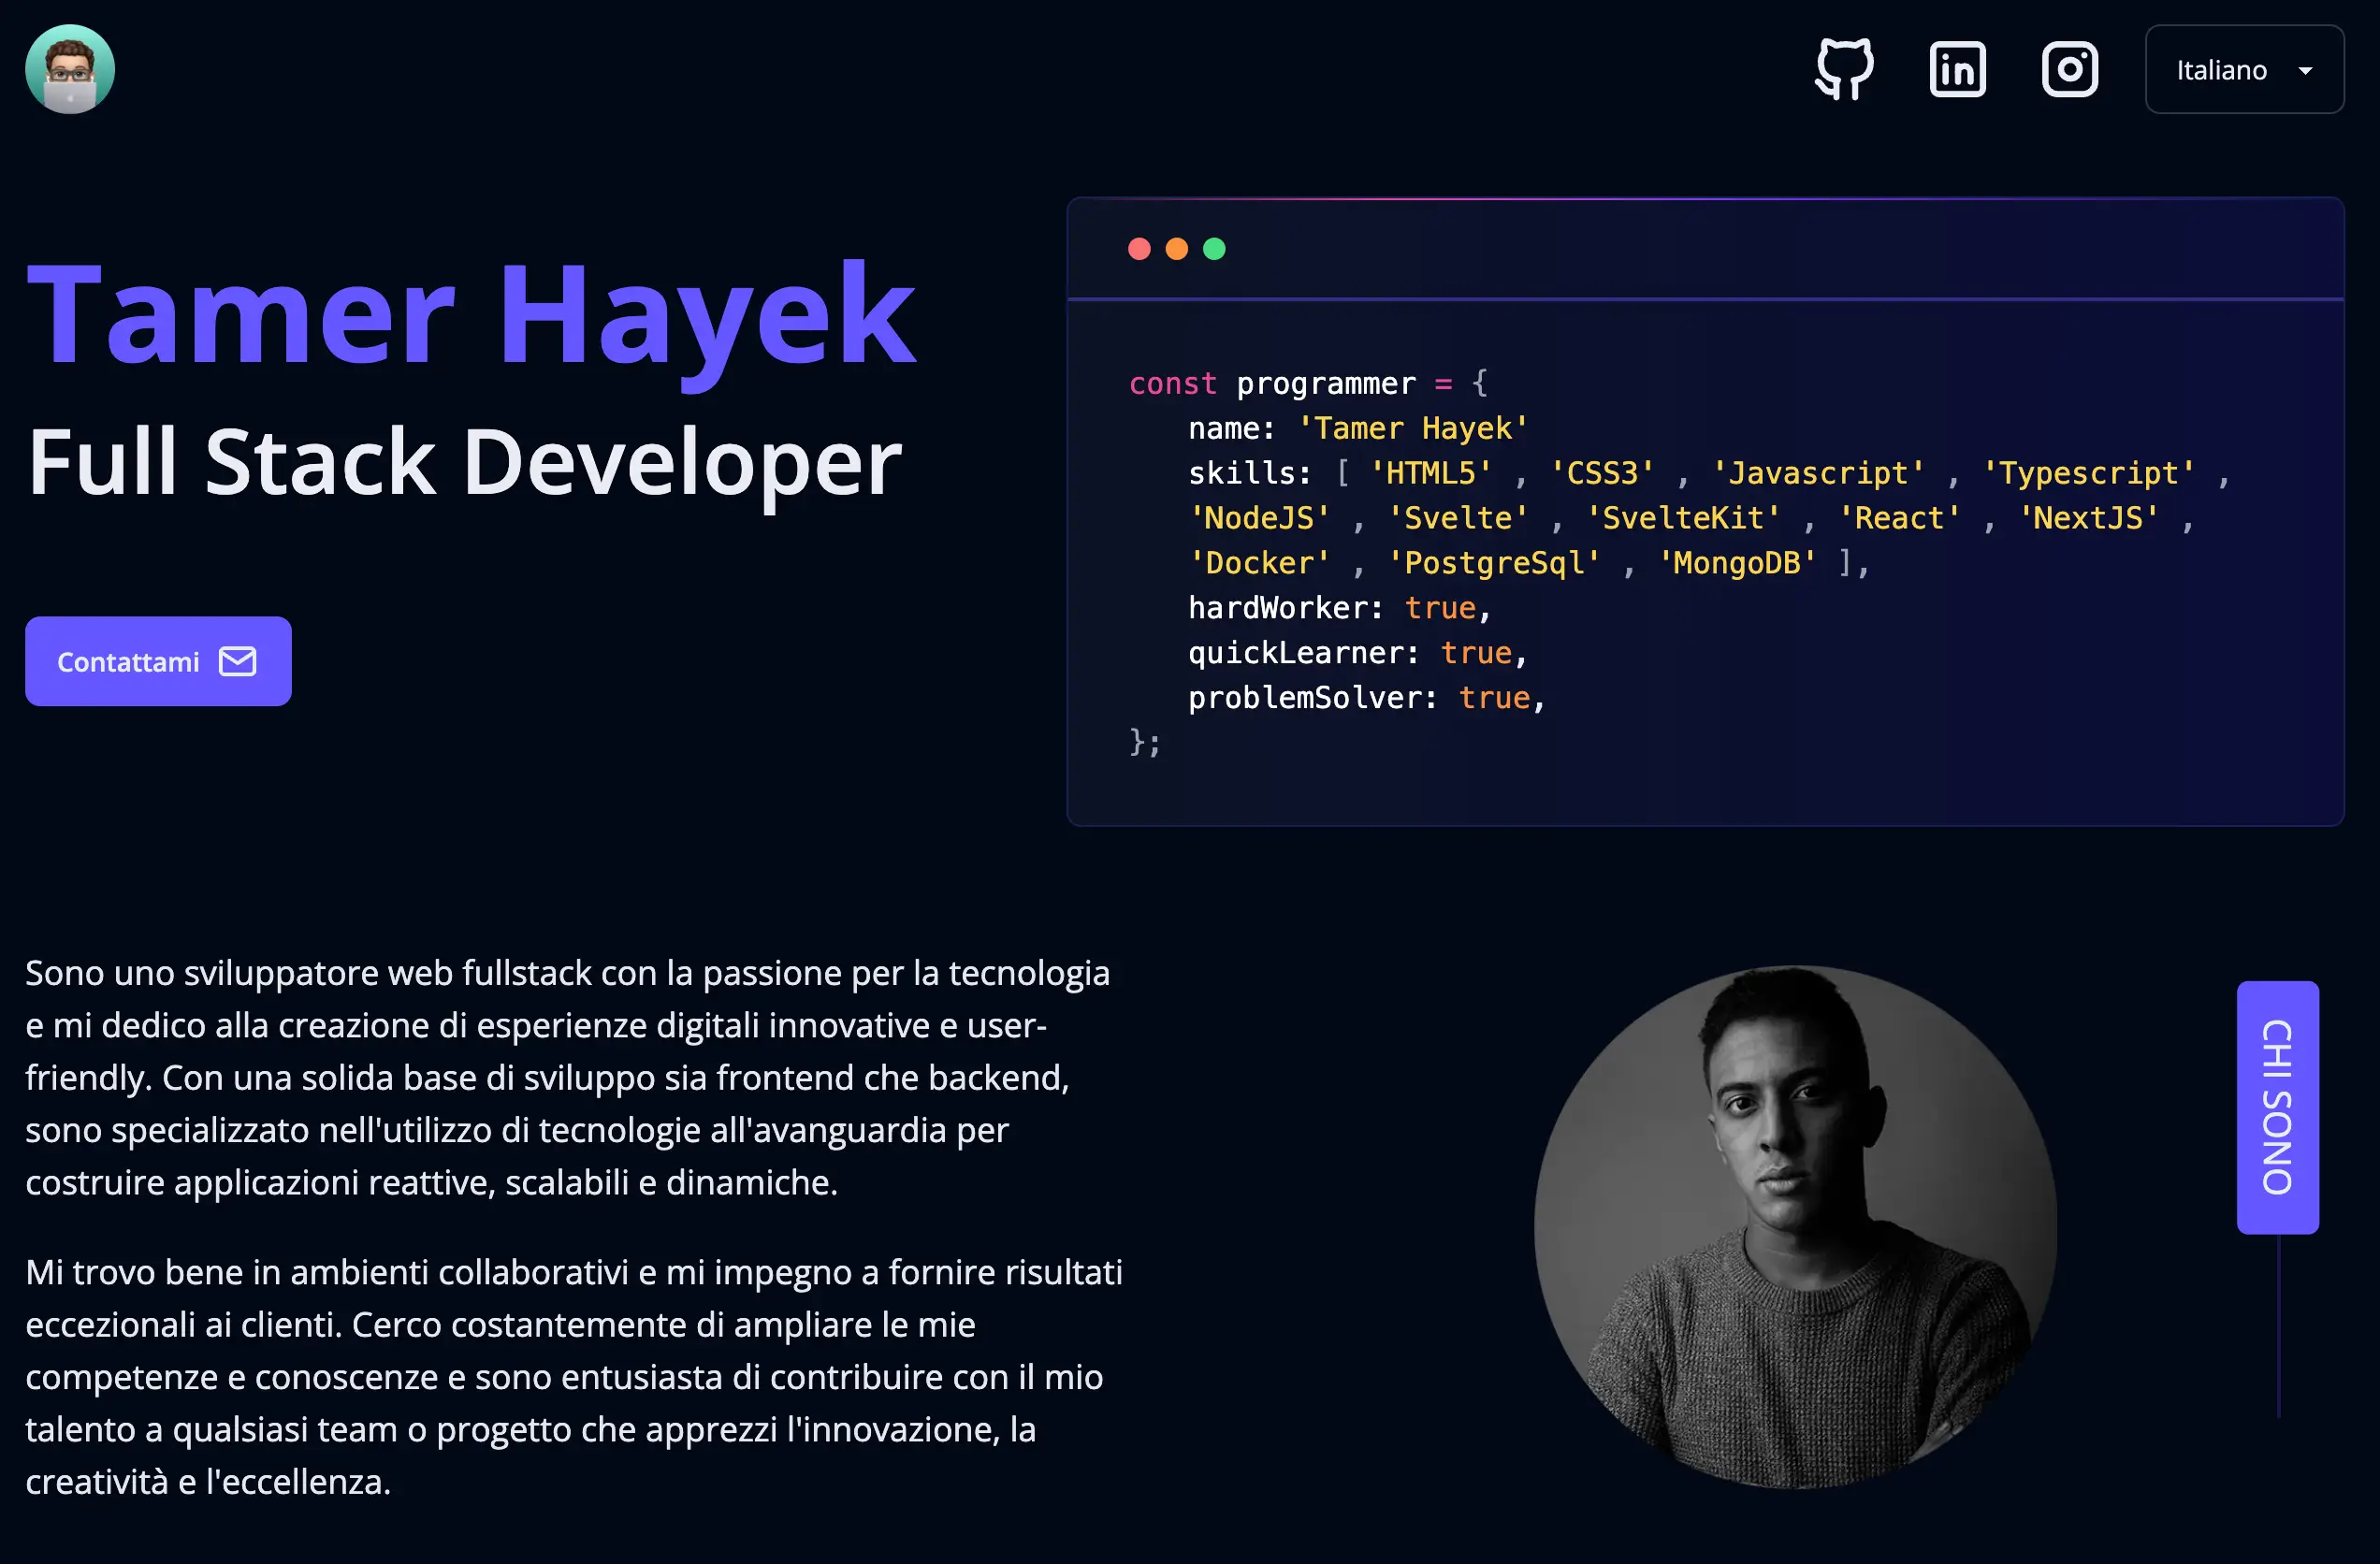 Italiano
Tamer Hayek
Full Stack Developer
Contattami
const programmer = {
name: 'Tamer Hayek'
skills: [ 'HTML5' , 'CSS3' , 'Javascript' , 'Typescript' ,
'NodeJS' , 'Svelte' , 'SvelteKit' , 'React' , 'NextJS' ,
'Docker' , 'PostgreSql' , 'MongoDB' ],
hardWorker: true,
quickLearner: true,
problemSolver: true,
};
Sono uno sviluppatore web fullstack con la passione per la tecnologia
e mi dedico alla creazione di esperienze digitali innovative e user-
friendly. Con una solida base di sviluppo sia frontend che backend,
sono specializzato nell'utilizzo di tecnologie all'avanguardia per
costruire applicazioni reattive, scalabili e dinamiche.
Mi trovo bene in ambienti collaborativi e mi impegno a fornire risultati
eccezionali ai clienti. Cerco costantemente di ampliare le mie
competenze e conoscenze e sono entusiasta di contribuire con il mio
talento a qualsiasi team o progetto che apprezzi l'innovazione, la
creatività e l'eccellenza.
CHI SONO